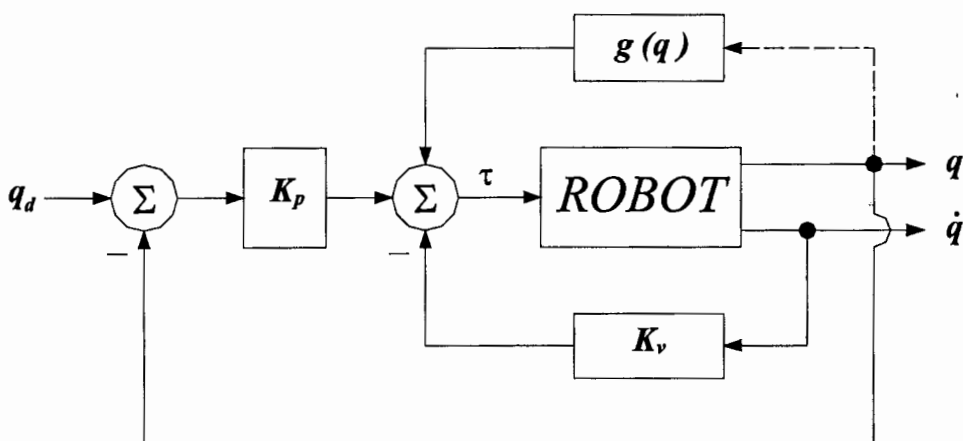 g(q)
q_d
Σ
K_p
Σ
τ
ROBOT
q
q̇
−
−
K_v